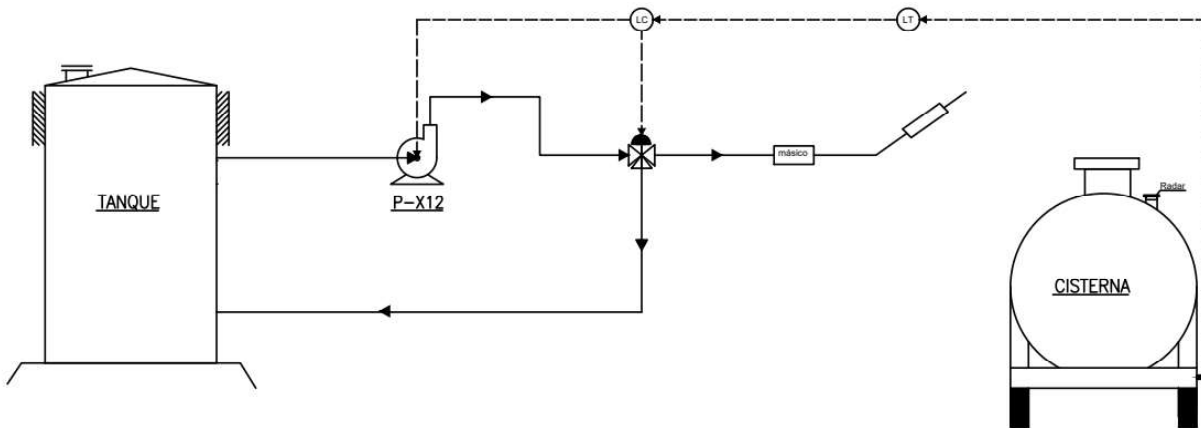 LC
LT
másico
Radar
TANQUE
P-X12
CISTERNA